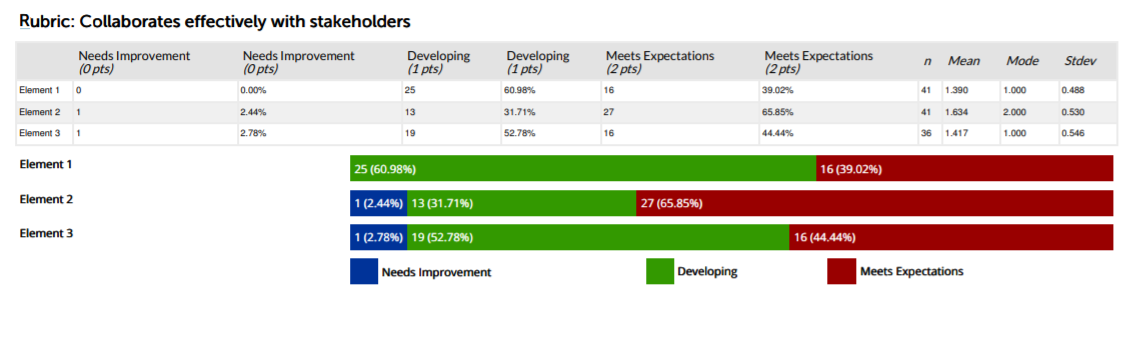 Rubric: Collaborates effectively with stakeholders
Needs Improvement (0 pts) Needs Improvement (0 pts) Developing (1 pts) Developing (1 pts) Meets Expectations (2 pts) Meets Expectations (2 pts) n Mean Mode Stdev
Element 1 0 0.00% 25 60.98% 16 39.02% 41 1.390 1.000 0.488
Element 2 1 2.44% 13 31.71% 27 65.85% 41 1.634 2.000 0.530
Element 3 1 2.78% 19 52.78% 16 44.44% 36 1.417 1.000 0.546
Element 1 25 (60.98%) 16 (39.02%)
Element 2 1 (2.44%) 13 (31.71%) 27 (65.85%)
Element 3 1 (2.78%) 19 (52.78%) 16 (44.44%)
Needs Improvement Developing Meets Expectations